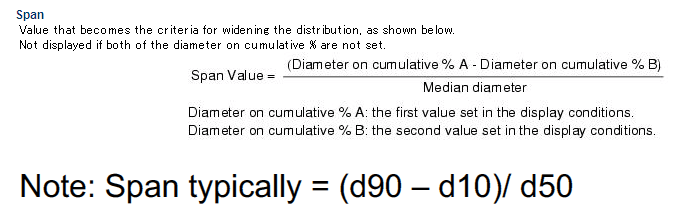 Span
Value that becomes the criteria for widening the distribution, as shown below.
Not displayed if both of the diameter on cumulative % are not set.
Span Value = (Diameter on cumulative % A - Diameter on cumulative % B)
Median diameter
Diameter on cumulative % A: the first value set in the display conditions.
Diameter on cumulative % B: the second value set in the display conditions.
Note: Span typically = (d90 – d10)/ d50